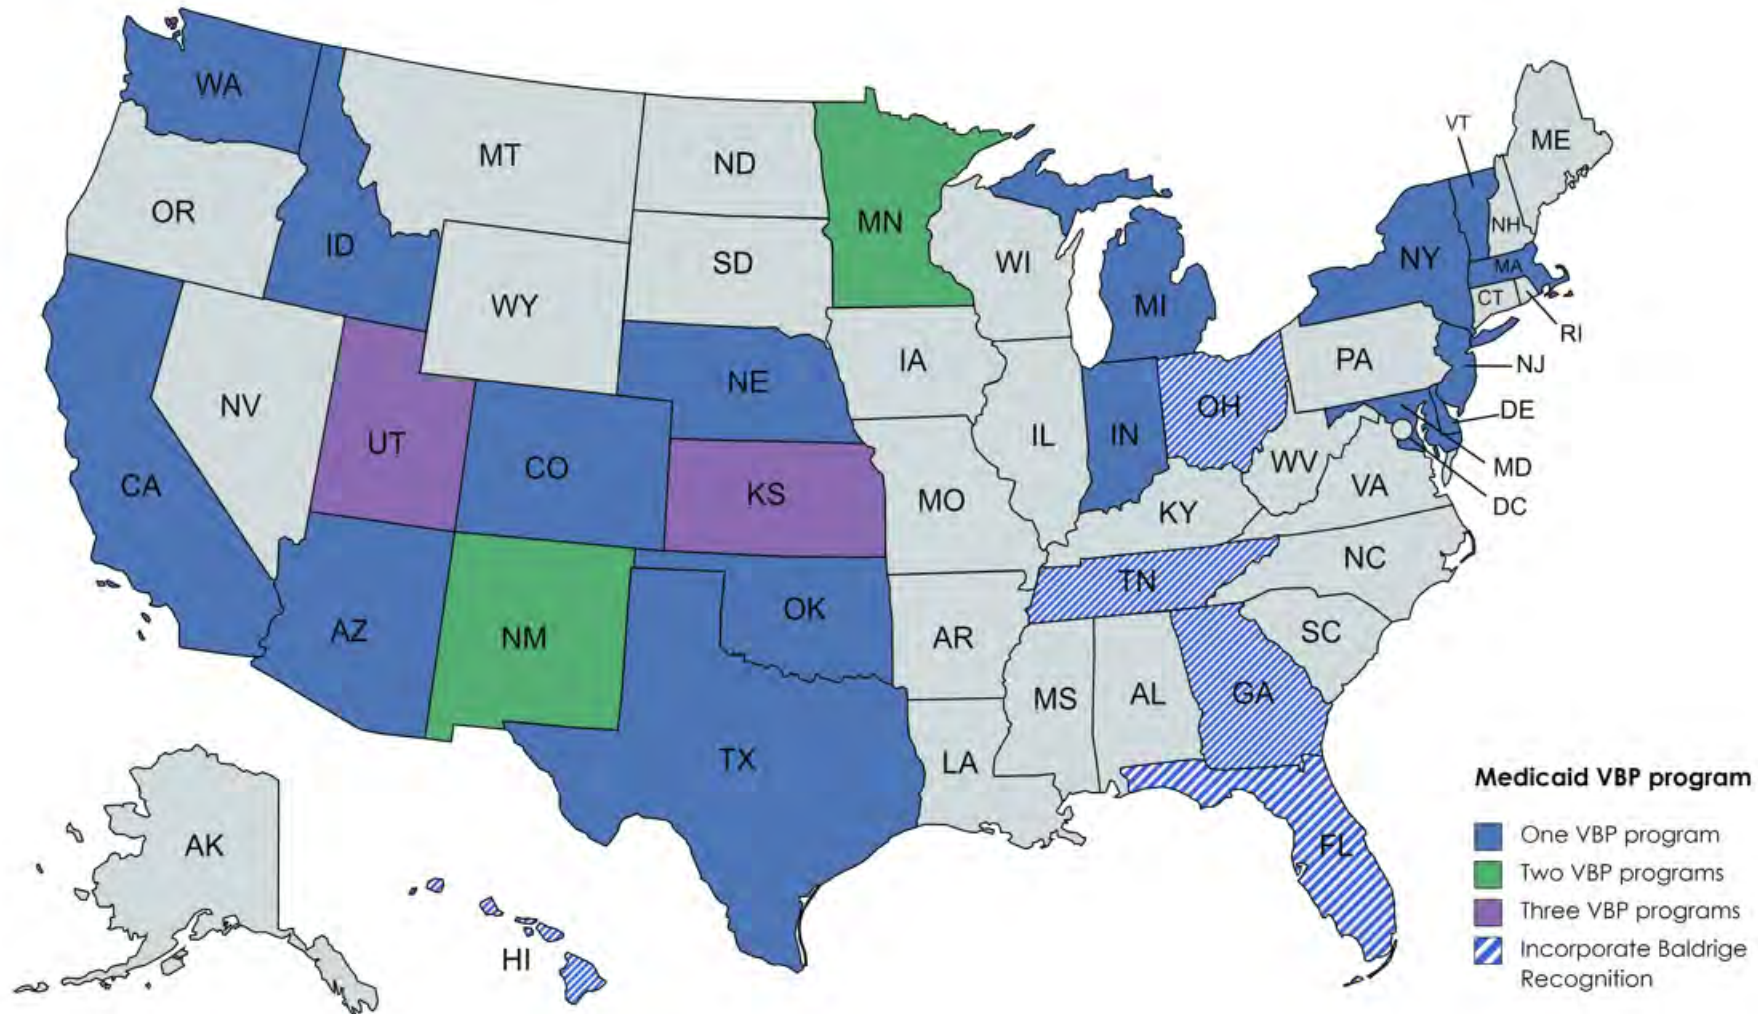 WA
MT
ND
MN
VT
ME
OR
ID
WY
SD
WI
MI
NY
NH
MA
CT
RI
NV
UT
CO
NE
IA
IL
IN
OH
PA
NJ
DE
MD
DC
CA
KS
MO
KY
WV
VA
AZ
NM
OK
AR
TN
NC
SC
TX
LA
MS
AL
GA
FL
AK
HI
Medicaid VBP program
One VBP program
Two VBP programs
Three VBP programs
Incorporate Baldrige
Recognition